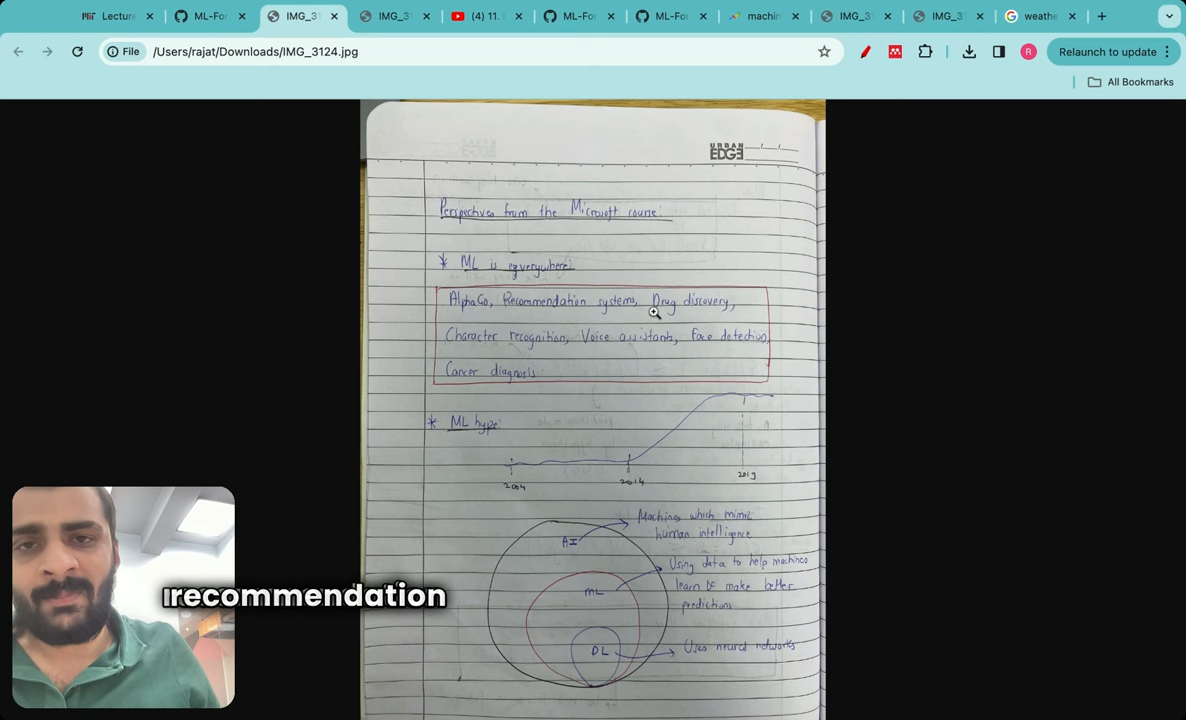 Lecture
ML-For
IMG_31
IMG_31
(4) 11.
ML-For
ML-For
machin
IMG_31
IMG_31
weathe
File
/Users/rajat/Downloads/IMG_3124.jpg
R
Relaunch to update
All Bookmarks
URBAN
EDGE
Perspectives from the Microsoft course:
* ML is everywhere:
AlphaGo, Recommendation systems, Drug discovery,
Character recognition, Voice assistants, Face detection,
Cancer diagnosis
* ML hype:
2004
2014
2019
Machines which mimic
human intelligence
AI
Using data to help machines
ML
learn & make better
predictions
DL
Uses neural networks
recommendation